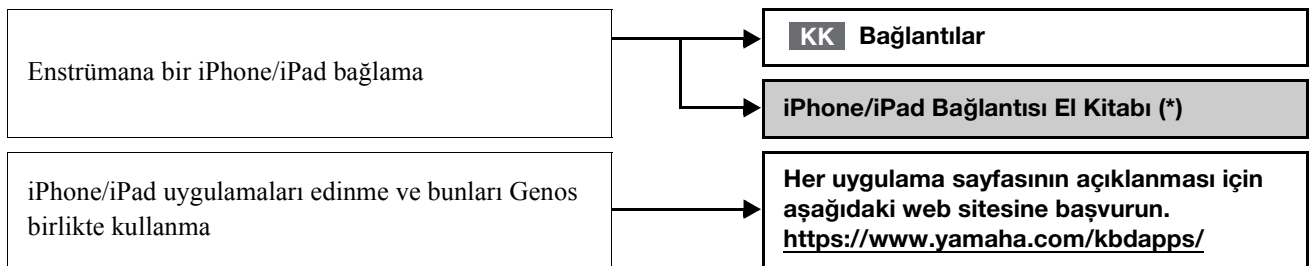 Enstrümana bir iPhone/iPad bağlama
KK Bağlantılar
iPhone/iPad Bağlantısı El Kitabı (*)
iPhone/iPad uygulamaları edinme ve bunları Genos
birlikte kullanma
Her uygulama sayfasının açıklanması için
aşağıdaki web sitesine başvurun.
https://www.yamaha.com/kbdapps/